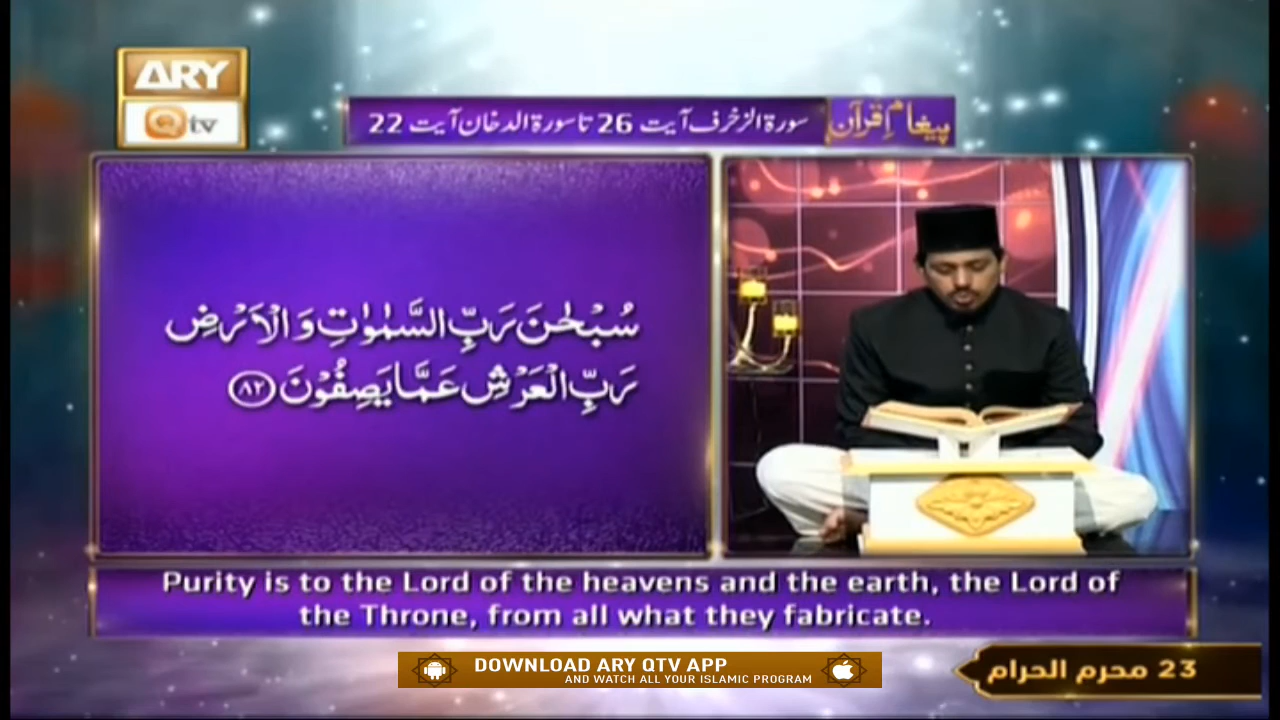 ARY
Qtv
پیغام قرآن
سورۃ الزخرف آیت 26 تا سورۃ الدخان آیت 22
سُبْحٰنَ رَبِّ السَّمٰوٰتِ وَ الْاَرْضِ
رَبِّ الْعَرْشِ عَمَّا یَصِفُوْنَ ﴿۸۲﴾
Purity is to the Lord of the heavens and the earth, the Lord of
the Throne, from all what they fabricate.
DOWNLOAD ARY QTV APP
AND WATCH ALL YOUR ISLAMIC PROGRAM
23 محرم الحرام